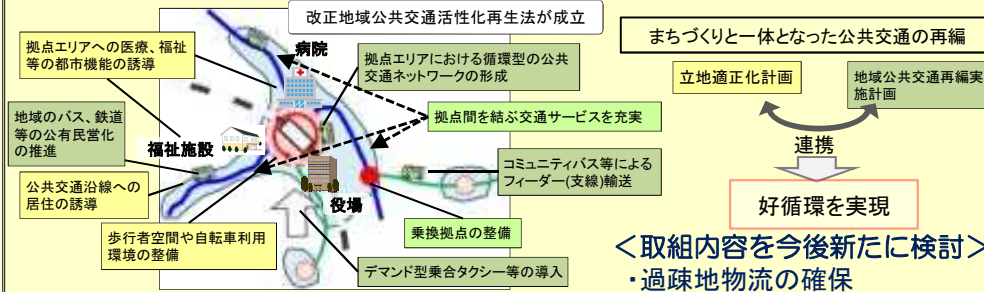 改正地域公共交通活性化再生法が成立
拠点エリアへの医療、福祉
等の都市機能の誘導
病院
拠点エリアにおける循環型の公共
交通ネットワークの形成
地域のバス、鉄道
等の公有民営化
の推進
福祉施設
拠点間を結ぶ交通サービスを充実
公共交通沿線への
居住の誘導
役場
コミュニティバス等による
フィーダー(支線)輸送
歩行者空間や自転車利用
環境の整備
乗換拠点の整備
デマンド型乗合タクシー等の導入
まちづくりと一体となった公共交通の再編
立地適正化計画
地域公共交通再編実
施計画
連携
好循環を実現
＜取組内容を今後新たに検討＞
・過疎地物流の確保